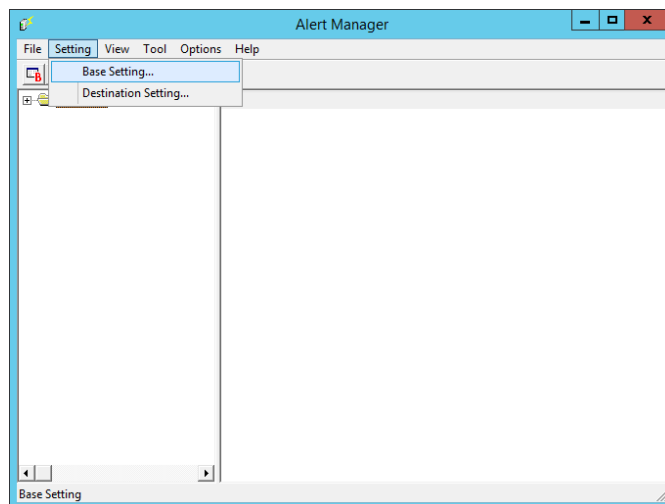 Alert Manager
File Setting View Tool Options Help
B
Base Setting...
Destination Setting...
Base Setting